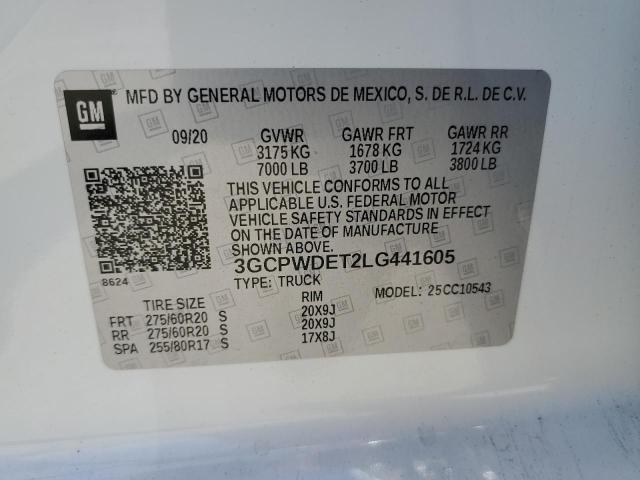 GM
MFD BY GENERAL MOTORS DE MEXICO, S. DE R.L. DE C.V.
09/20 GVWR GAWR FRT GAWR RR
3175 KG 1678 KG 1724 KG
7000 LB 3700 LB 3800 LB
THIS VEHICLE CONFORMS TO ALL
APPLICABLE U.S. FEDERAL MOTOR
VEHICLE SAFETY STANDARDS IN EFFECT
ON THE DATE OF MANUFACTURE
SHOWN ABOVE.
3GCPWDET2LG441605
8624 TYPE: TRUCK MODEL: 25CC10543
TIRE SIZE RIM
FRT 275/60R20 S 20X9J
RR 275/60R20 S 20X9J
SPA 255/80R17 S 17X8J